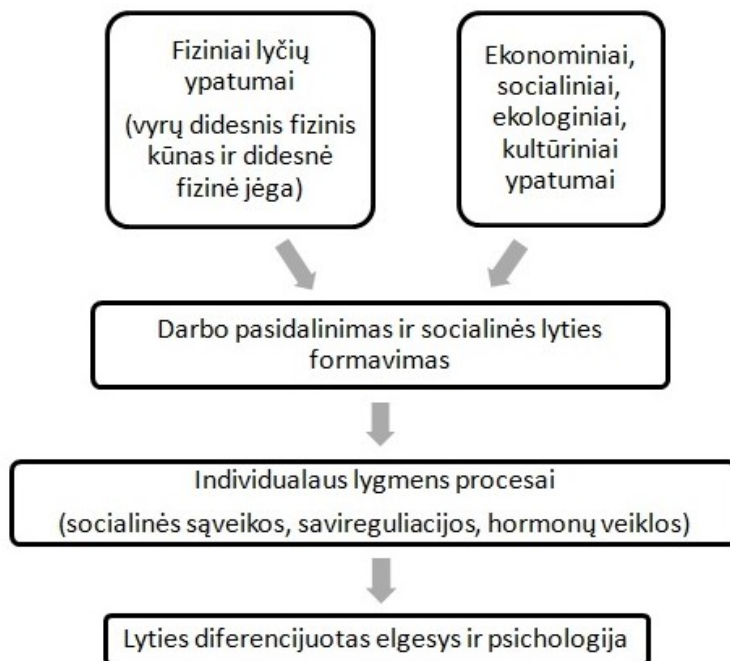 Fiziniai lyčių
ypatumai
(vyrų didesnis fizinis
kūnas ir didesnė
fizinė jėga)
Ekonominiai,
socialiniai,
ekologiniai,
kultūriniai
ypatumai
Darbo pasidalinimas ir socialinės lyties
formavimas
Individualaus lygmens procesai
(socialinės sąveikos, savireguliacijos, hormonų veiklos)
Lyties diferencijuotas elgesys ir psichologija